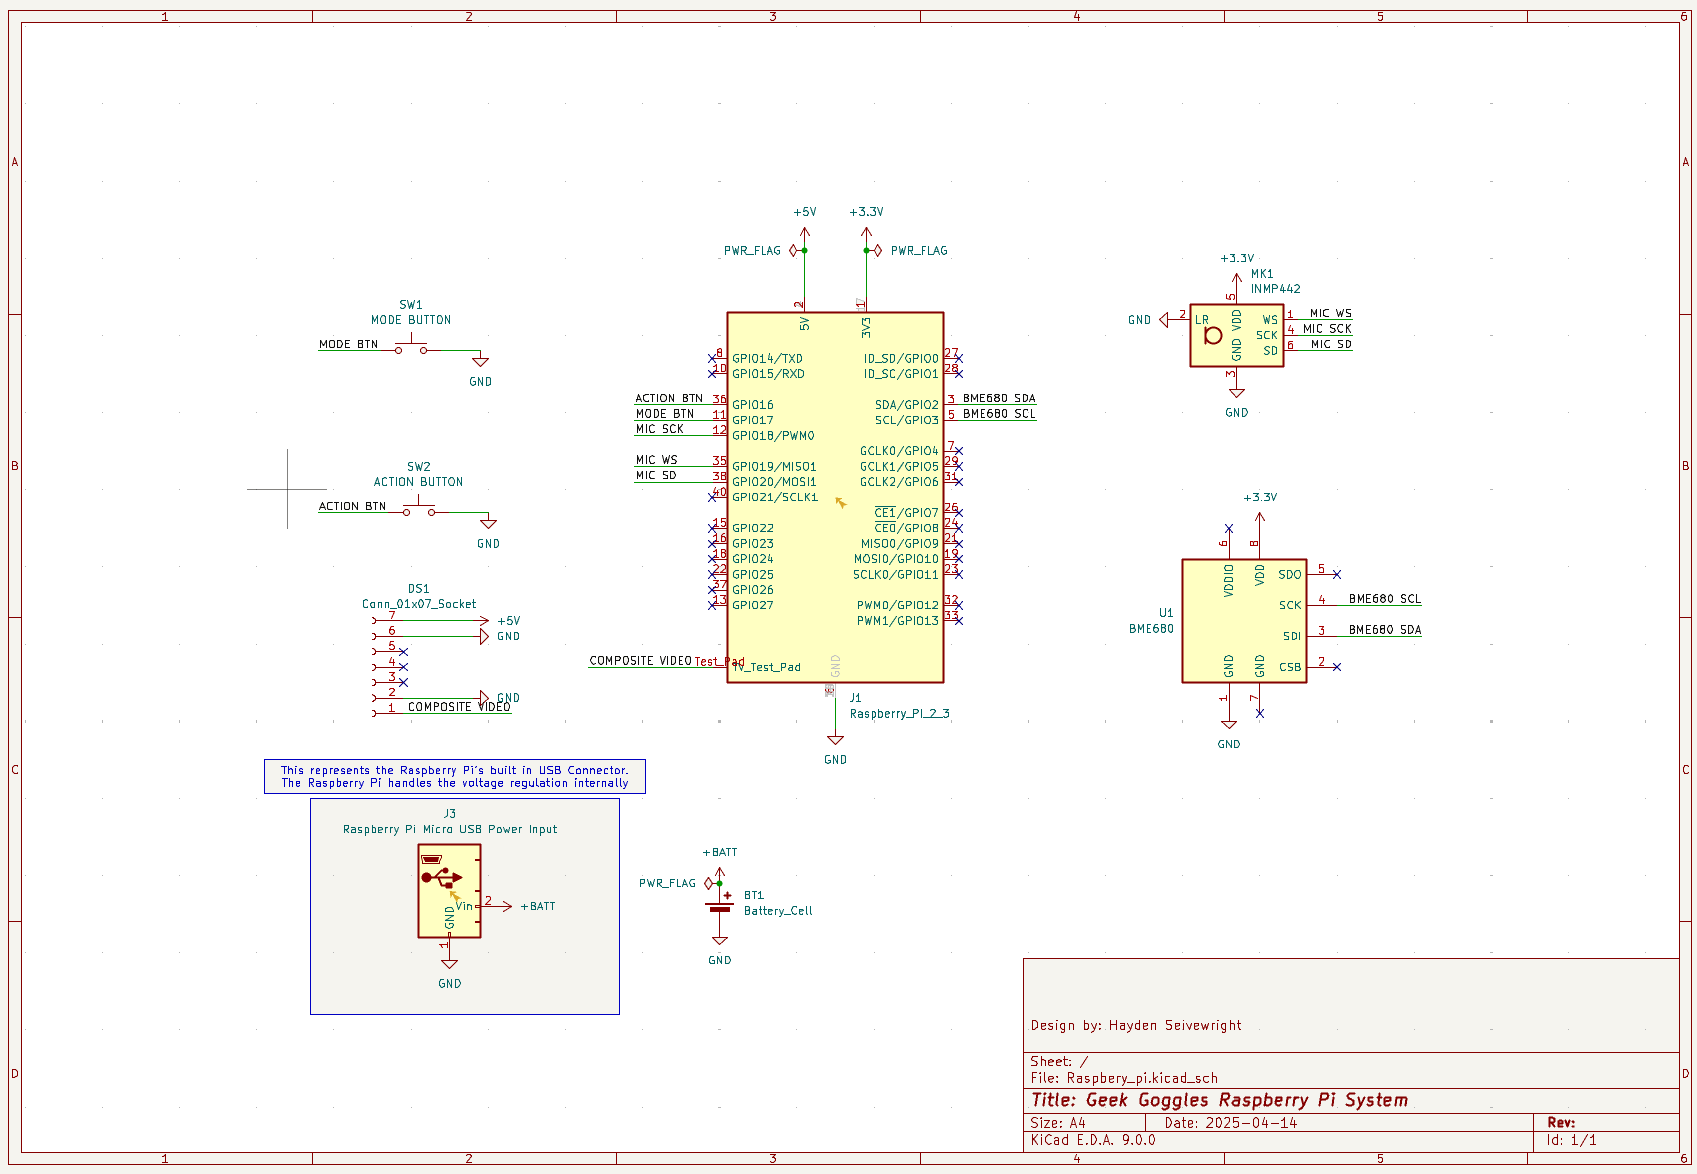 1 2 3 4 5 6
A A
B B
C C
D D
+5V +3.3V
PWR_FLAG PWR_FLAG
2 1
5V 3V3
8 GPIO14/TXD ID_SD/GPIO0 27
10 GPIO15/RXD ID_SC/GPIO1 28
ACTION BTN 36 GPIO16 SDA/GPIO2 3 BME680 SDA
MODE BTN 11 GPIO17 SCL/GPIO3 5 BME680 SCL
MIC SCK 12 GPIO18/PWM0
GCLK0/GPIO4 7
MIC WS 35 GPIO19/MISO1 GCLK1/GPIO5 29
MIC SD 38 GPIO20/MOSI1 GCLK2/GPIO6 31
40 GPIO21/SCLK1
CE1/GPIO7 26
15 GPIO22 CE0/GPIO8 24
16 GPIO23 MISO0/GPIO9 21
18 GPIO24 MOSI0/GPIO10 19
22 GPIO25 SCLK0/GPIO11 23
37 GPIO26
13 GPIO27 PWM0/GPIO12 32
PWM1/GPIO13 33
COMPOSITE VIDEO Test_Pad TV_Test_Pad
GND
J1
Raspberry_PI_2_3
GND
SW1
MODE BUTTON
MODE BTN
GND
SW2
ACTION BUTTON
ACTION BTN
GND
DS1
Conn_01x07_Socket
7 +5V
6 GND
5
4
3
2 GND
1 COMPOSITE VIDEO
This represents the Raspberry Pi's built in USB Connector.
The Raspberry Pi handles the voltage regulation internally
J3
Raspberry Pi Micro USB Power Input
Vin 2 +BATT
GND
1
GND
+BATT
PWR_FLAG
+
BT1
Battery_Cell
GND
+3.3V
MK1
INMP442
5
GND 2 LR VDD WS 1 MIC WS
SCK 4 MIC SCK
GND SD 6 MIC SD
3
GND
+3.3V
6 8
VDDIO VDD SDO 5
SCK 4 BME680 SCL
U1
BME680
SDI 3 BME680 SDA
GND GND CSB 2
1 7
GND
Design by: Hayden Seivewright
Sheet: /
File: Raspbery_pi.kicad_sch
Title: Geek Goggles Raspberry Pi System
Size: A4 Date: 2025-04-14 Rev:
KiCad E.D.A. 9.0.0 Id: 1/1
1 2 3 4 5 6